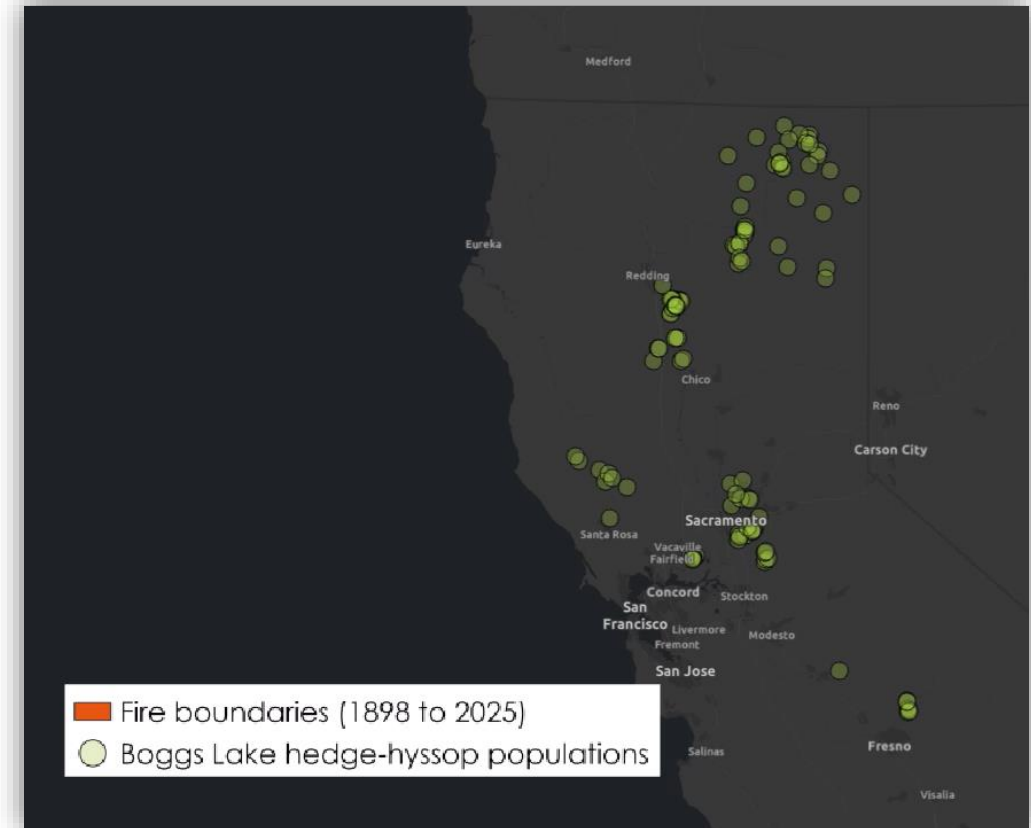 Medford
Eureka
Redding
Chico
Reno
Carson City
Sacramento
Santa Rosa
Vacaville
Fairfield
Concord
Stockton
San
Francisco
Livermore
Modesto
Fremont
San Jose
Fire boundaries (1898 to 2025)
Boggs Lake hedge-hyssop populations
Salinas
Fresno
Visalia